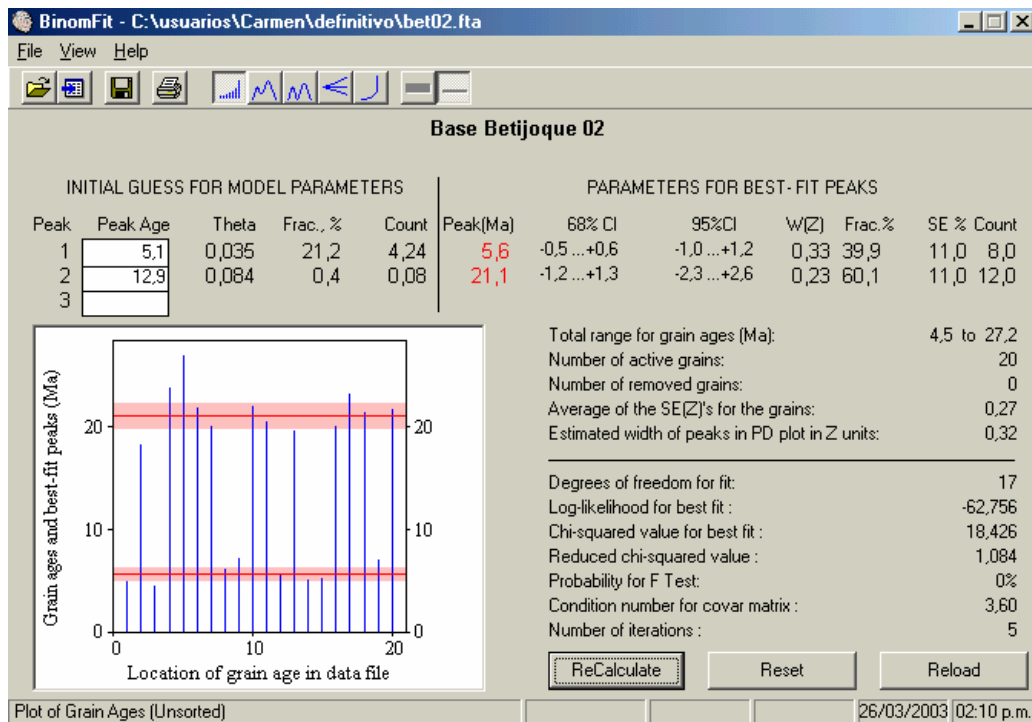 BinomFit - C:\usuarios\Carmen\definitivo\bet02.fta
File View Help
Base Betijoque 02
INITIAL GUESS FOR MODEL PARAMETERS
Peak Peak Age Theta Frac., % Count
1 5,1 0,035 21,2 4,24
2 12,9 0,084 0,4 0,08
3
PARAMETERS FOR BEST-FIT PEAKS
Peak(Ma) 68% CI 95%CI W(Z) Frac.% SE % Count
5,6 -0,5 ...+0,6 -1,0 ...+1,2 0,33 39,9 11,0 8,0
21,1 -1,2 ...+1,3 -2,3 ...+2,6 0,23 60,1 11,0 12,0
Grain ages and best-fit peaks (Ma)
20 20
10 10
0 0
0 10 20
Location of grain age in data file
Total range for grain ages (Ma): 4,5 to 27,2
Number of active grains: 20
Number of removed grains: 0
Average of the SE(Z)'s for the grains: 0,27
Estimated width of peaks in PD plot in Z units: 0,32
Degrees of freedom for fit: 17
Log-likelihood for best fit : -62,756
Chi-squared value for best fit : 18,426
Reduced chi-squared value : 1,084
Probability for F Test: 0%
Condition number for covar matrix : 3,60
Number of iterations : 5
ReCalculate Reset Reload
Plot of Grain Ages (Unsorted) 26/03/2003 02:10 p.m.